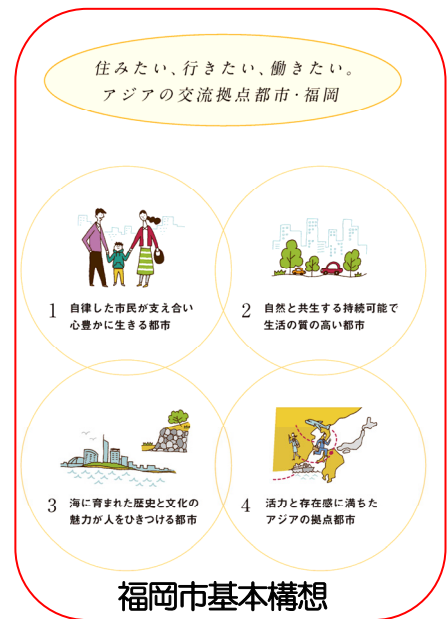 住みたい、行きたい、働きたい。
アジアの交流拠点都市・福岡
1 自律した市民が支え合い
心豊かに生きる都市
2 自然と共生する持続可能で
生活の質の高い都市
3 海に育まれた歴史と文化の
魅力が人をひきつける都市
4 活力と存在感に満ちた
アジアの拠点都市
福岡市基本構想